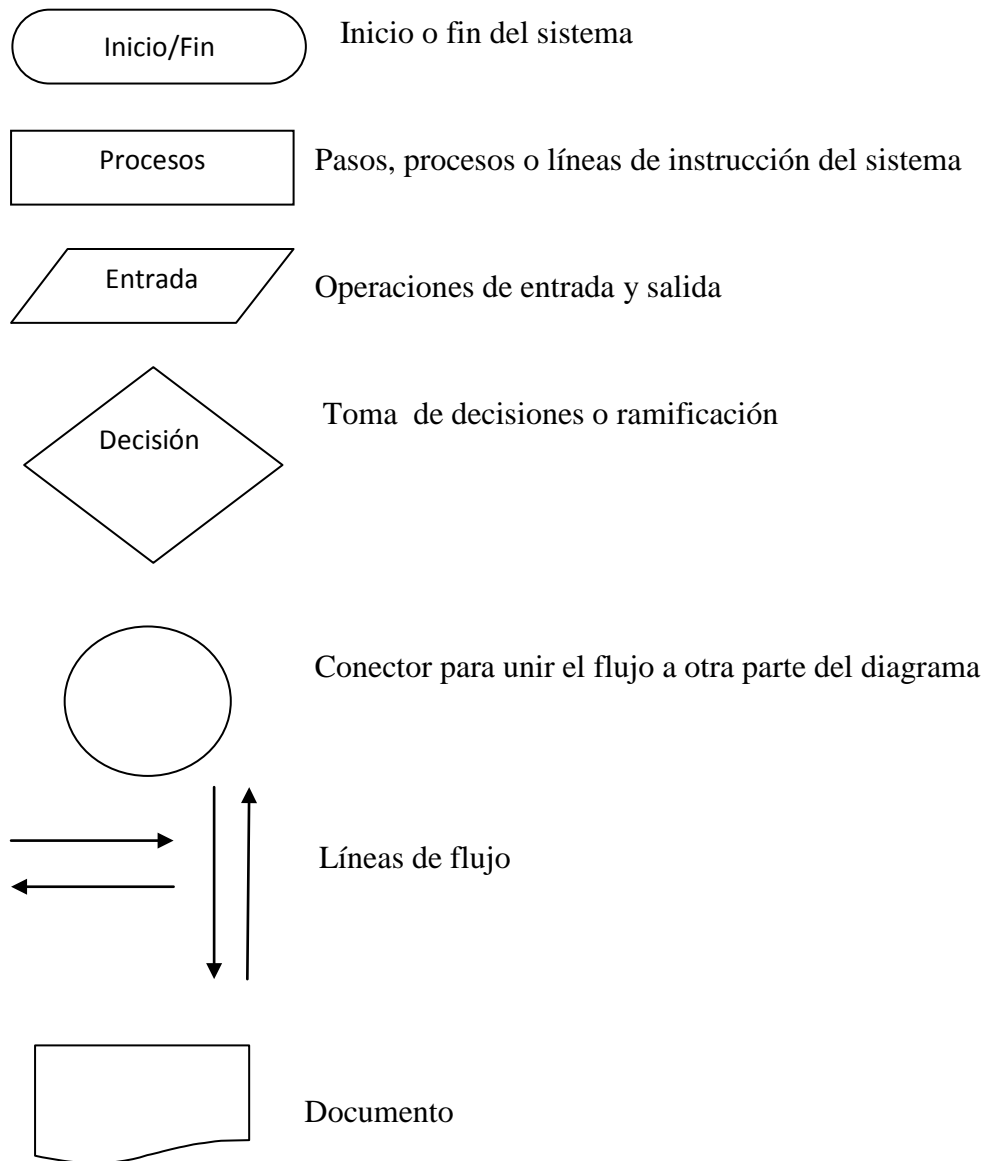 Inicio/Fin
Inicio o fin del sistema
Procesos
Pasos, procesos o líneas de instrucción del sistema
Entrada
Operaciones de entrada y salida
Decisión
Toma de decisiones o ramificación
Conector para unir el flujo a otra parte del diagrama
Líneas de flujo
Documento